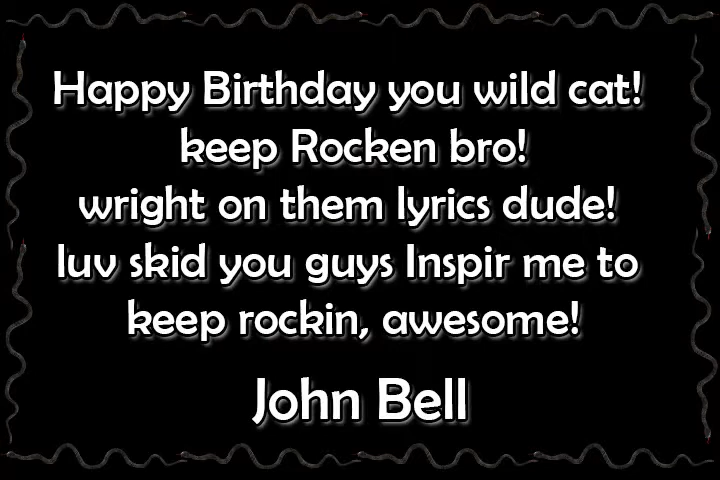 Happy Birthday you wild cat!
keep Rocken bro!
wright on them lyrics dude!
luv skid you guys Inspir me to
keep rockin, awesome!
John Bell